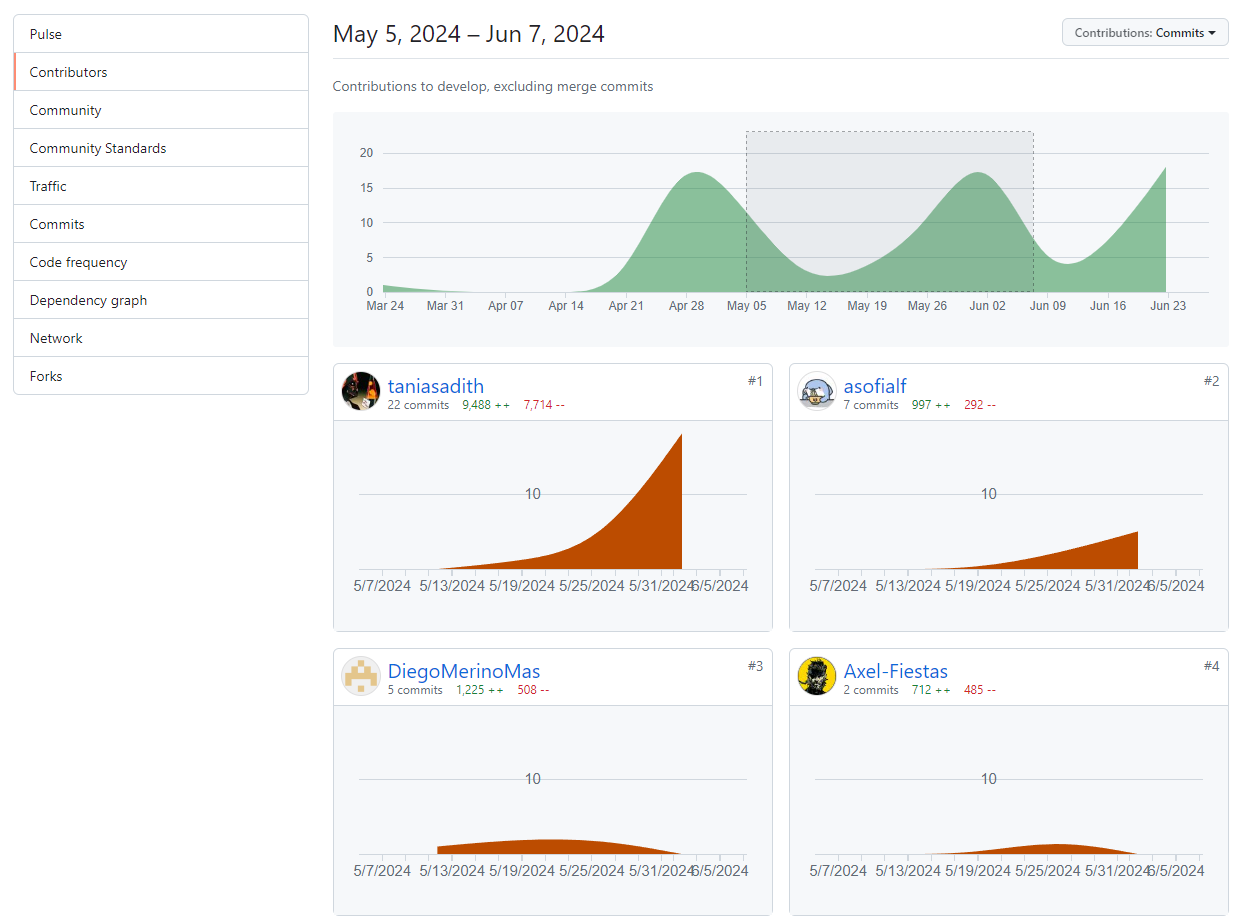 Pulse
Contributors
Community
Community Standards
Traffic
Commits
Code frequency
Dependency graph
Network
Forks
May 5, 2024 – Jun 7, 2024
Contributions: Commits
Contributions to develop, excluding merge commits
20
15
10
5
0
Mar 24 Mar 31 Apr 07 Apr 14 Apr 21 Apr 28 May 05 May 12 May 19 May 26 Jun 02 Jun 09 Jun 16 Jun 23
taniasadith #1
22 commits 9,488 ++ 7,714 --
10
5/7/2024 5/13/2024 5/19/2024 5/25/2024 5/31/2024 6/5/2024
asofialf #2
7 commits 997 ++ 292 --
10
5/7/2024 5/13/2024 5/19/2024 5/25/2024 5/31/2024 6/5/2024
DiegoMerinoMas #3
5 commits 1,225 ++ 508 --
10
5/7/2024 5/13/2024 5/19/2024 5/25/2024 5/31/2024 6/5/2024
Axel-Fiestas #4
2 commits 712 ++ 485 --
10
5/7/2024 5/13/2024 5/19/2024 5/25/2024 5/31/2024 6/5/2024